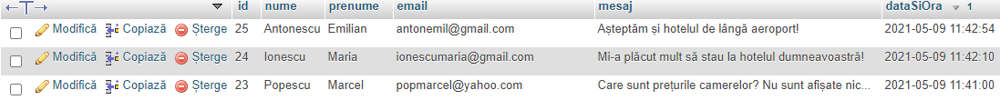 id nume prenume email mesaj dataSiOra 1
Modifică Copiază Șterge 25 Antonescu Emilian antonemil@gmail.com Așteptăm și hotelul de lângă aeroport! 2021-05-09 11:42:54
Modifică Copiază Șterge 24 Ionescu Maria ionescumaria@gmail.com Mi-a plăcut mult să stau la hotelul dumneavoastră! 2021-05-09 11:42:10
Modifică Copiază Șterge 23 Popescu Marcel popmarcel@yahoo.com Care sunt prețurile camerelor? Nu sunt afișate nic... 2021-05-09 11:41:00